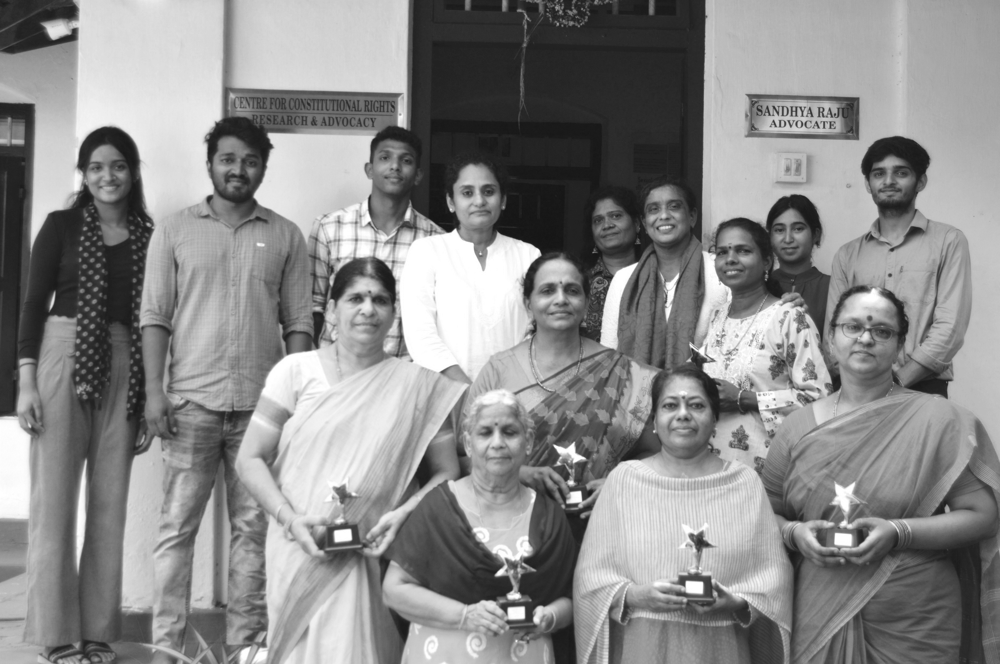 CENTRE FOR CONSTITUTIONAL RIGHTS
RESEARCH & ADVOCACY
SANDHYA RAJU
ADVOCATE